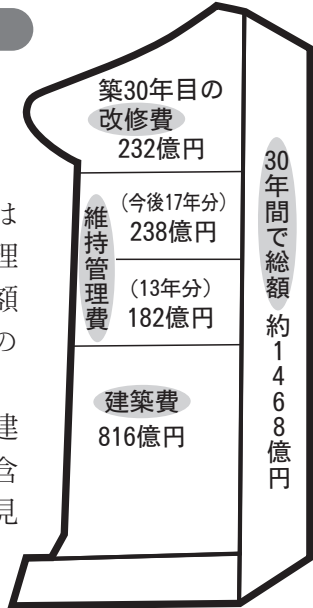 築30年目の
改修費
232億円
維持管理費
(今後17年分)
238億円
(13年分)
182億円
建築費
816億円
30年間で総額 約1468億円
は
理
額
の
建
含
見